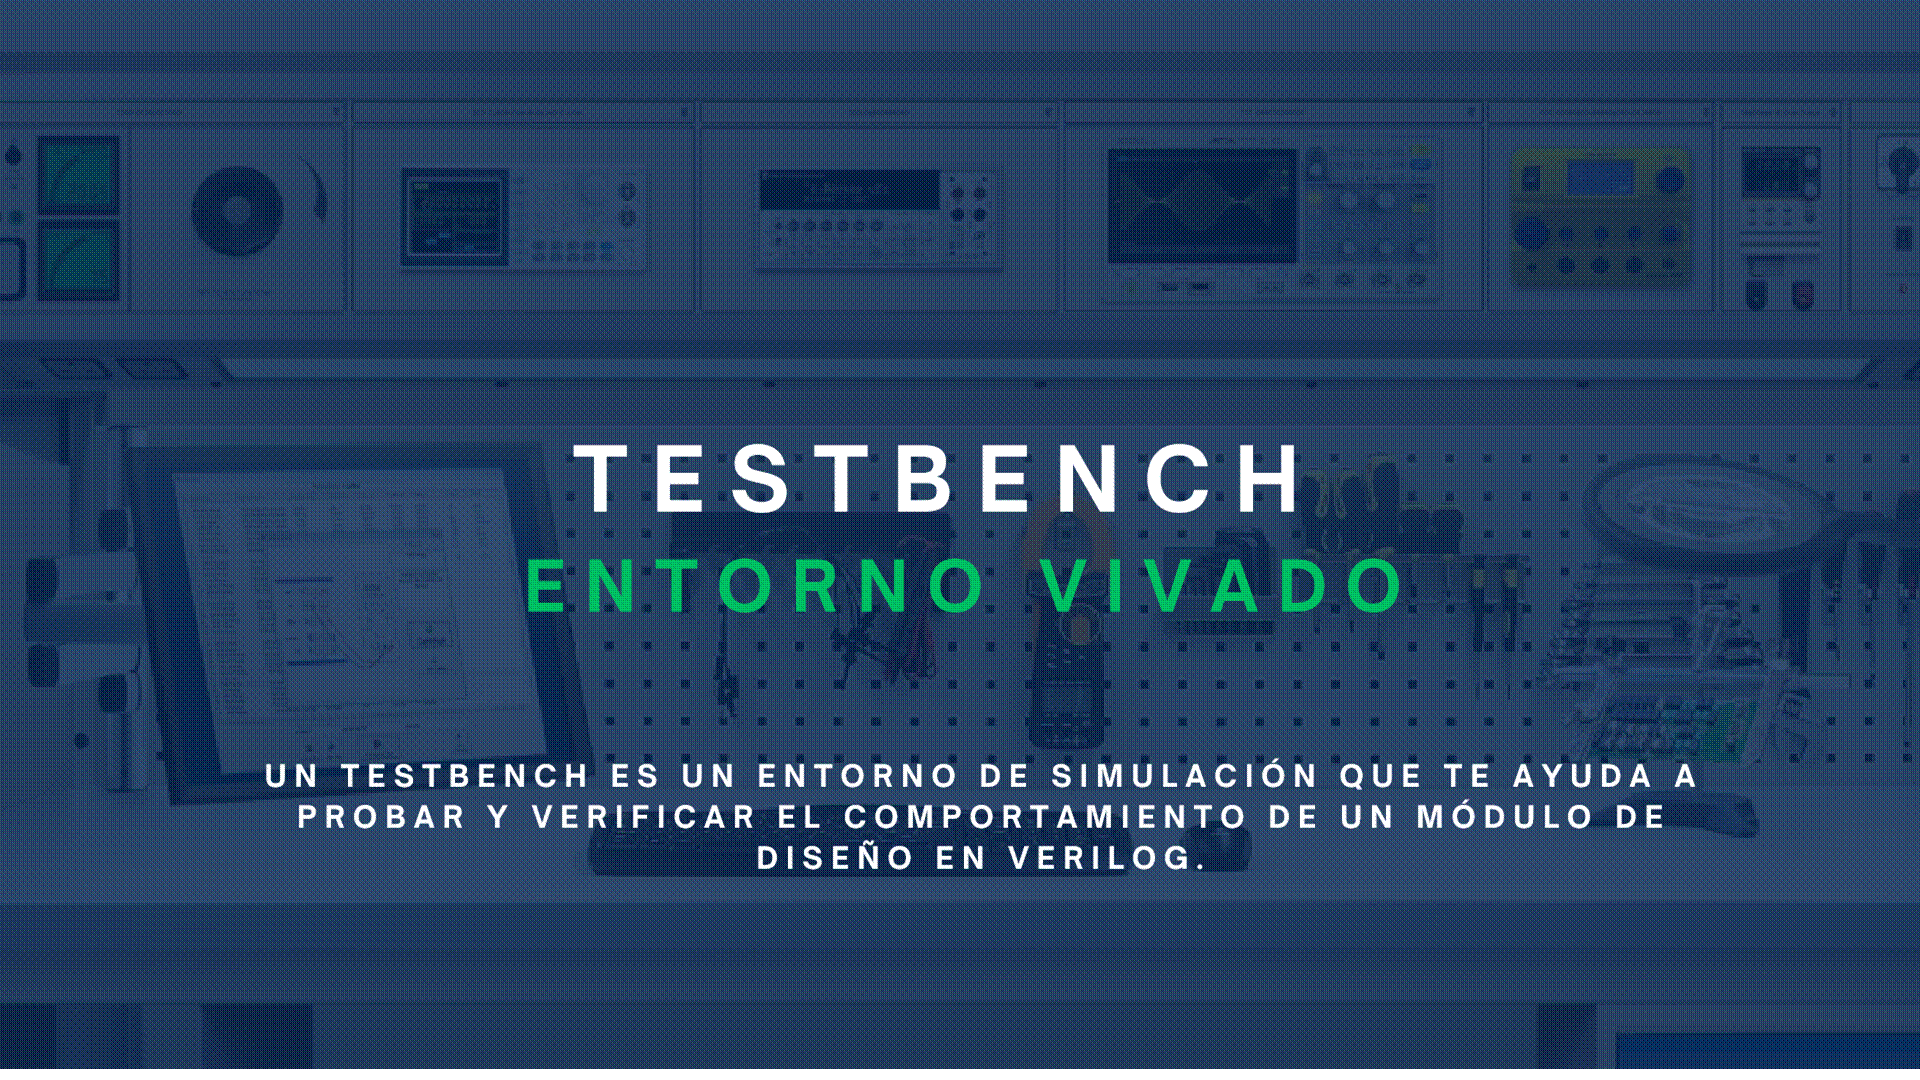 TESTBENCH
ENTORNO VIVADO
UN TESTBENCH ES UN ENTORNO DE SIMULACIÓN QUE TE AYUDA A
PROBAR Y VERIFICAR EL COMPORTAMIENTO DE UN MÓDULO DE
DISEÑO EN VERILOG.